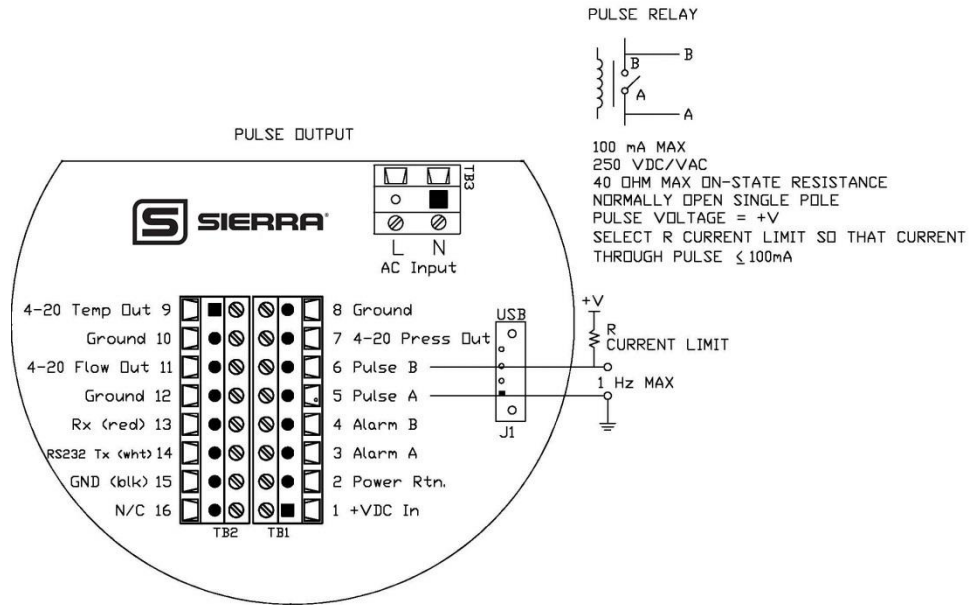 PULSE RELAY
B
B
A
A
100 mA MAX
250 VDC/VAC
40 OHM MAX ON-STATE RESISTANCE
NORMALLY OPEN SINGLE POLE
PULSE VOLTAGE = +V
SELECT R CURRENT LIMIT SO THAT CURRENT
THROUGH PULSE ≤ 100mA
PULSE OUTPUT
TB3
S SIERRA®
L N
AC Input
4-20 Temp Out 9
Ground 10
4-20 Flow Out 11
Ground 12
Rx (red) 13
RS232 Tx (wht) 14
GND (blk) 15
N/C 16
TB2 TB1
8 Ground
7 4-20 Press Out
6 Pulse B
5 Pulse A
4 Alarm B
3 Alarm A
2 Power Rtn.
1 +VDC In
USB
J1
+V
R
CURRENT LIMIT
1 Hz MAX